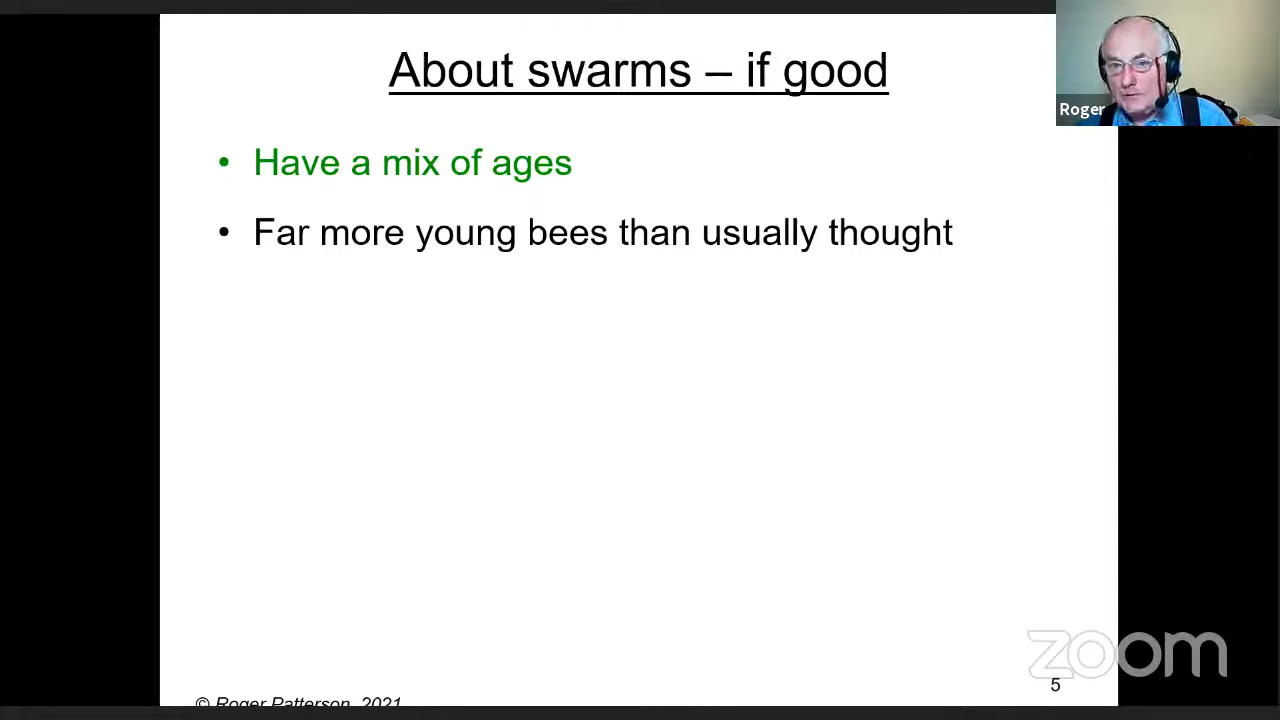 About swarms – if good
Roger
• Have a mix of ages
• Far more young bees than usually thought
zoom
5
© Roger Patterson, 2021